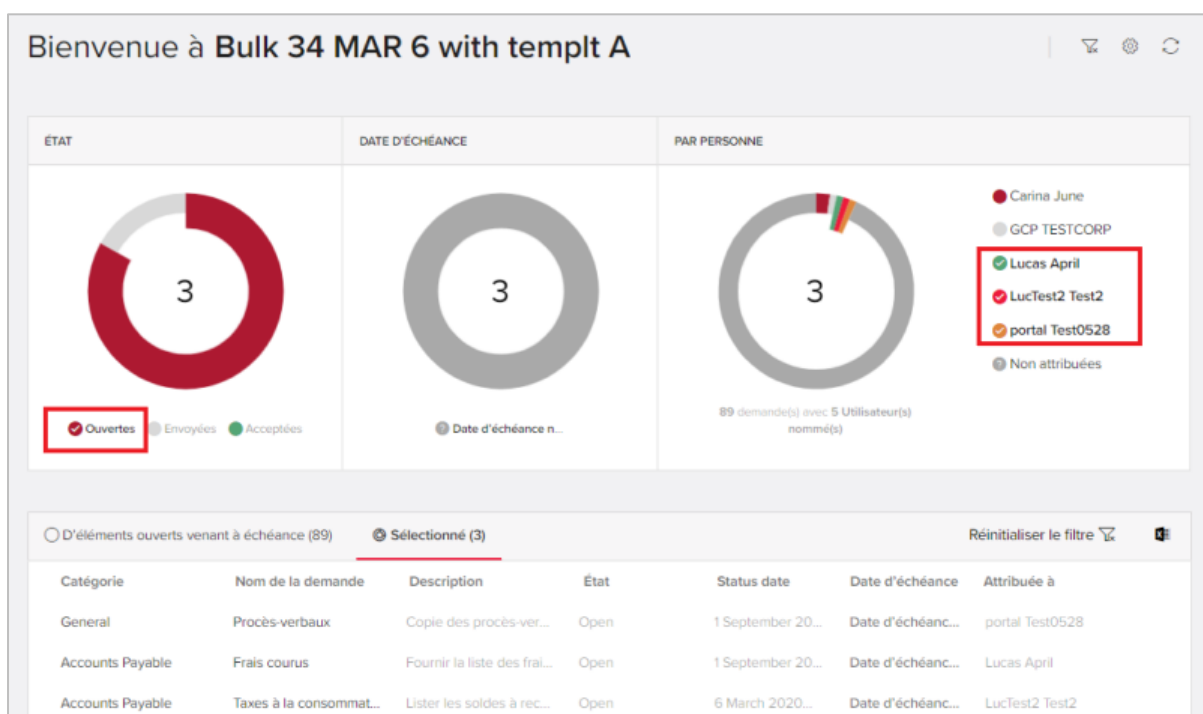 Bienvenue à Bulk 34 MAR 6 with templt A
ÉTAT
DATE D'ÉCHÉANCE
PAR PERSONNE
3
Ouvertes Envoyées Acceptées
3
Date d'échéance n...
3
89 demande(s) avec 5 Utilisateur(s)
nommé(s)
Carina June
GCP TESTCORP
Lucas April
LucTest2 Test2
portal Test0528
Non attribuées
D'éléments ouverts venant à échéance (89) Sélectionné (3) Réinitialiser le filtre
Catégorie Nom de la demande Description État Status date Date d'échéance Attribuée à
General Procès-verbaux Copie des procès-ver... Open 1 September 20... Date d'échéanc... portal Test0528
Accounts Payable Frais courus Fournir la liste des frai... Open 1 September 20... Date d'échéanc... Lucas April
Accounts Payable Taxes à la consommat... Lister les soldes à rec... Open 6 March 2020... Date d'échéanc... LucTest2 Test2